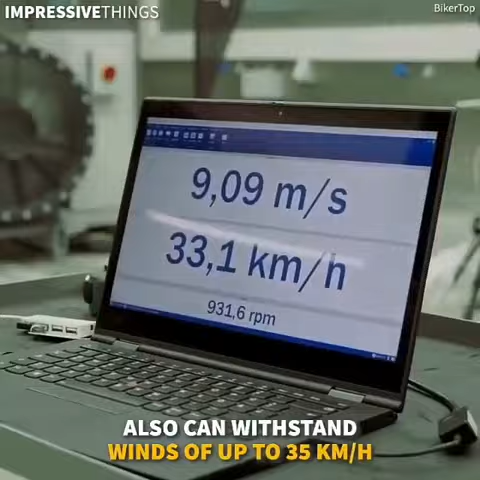 IMPRESSIVETHINGS
BikerTop
9,09 m/s
33,1 km/h
931,6 rpm
ALSO CAN WITHSTAND
WINDS OF UP TO 35 KM/H